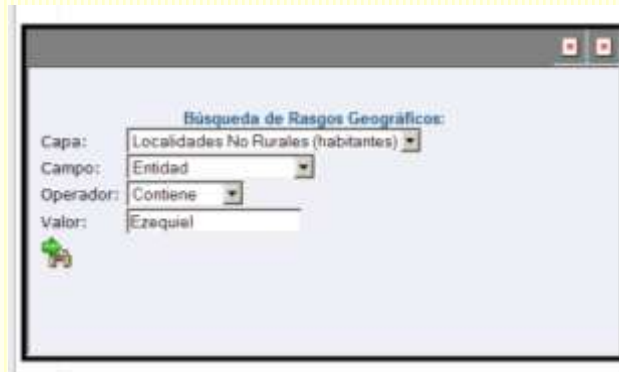 Búsqueda de Rasgos Geográficos:
Capa: Localidades No Rurales (habitantes)
Campo: Entidad
Operador: Contiene
Valor: Ezequiel